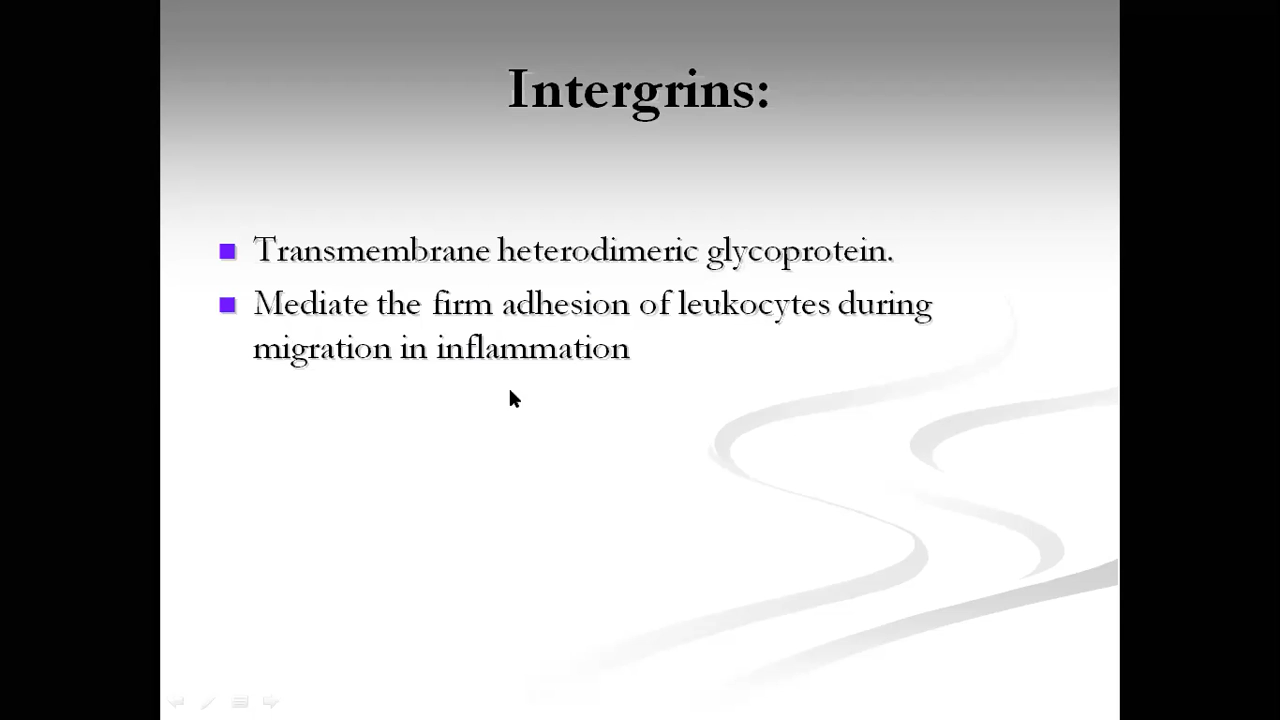 Intergrins:
Transmembrane heterodimeric glycoprotein.
Mediate the firm adhesion of leukocytes during
migration in inflammation